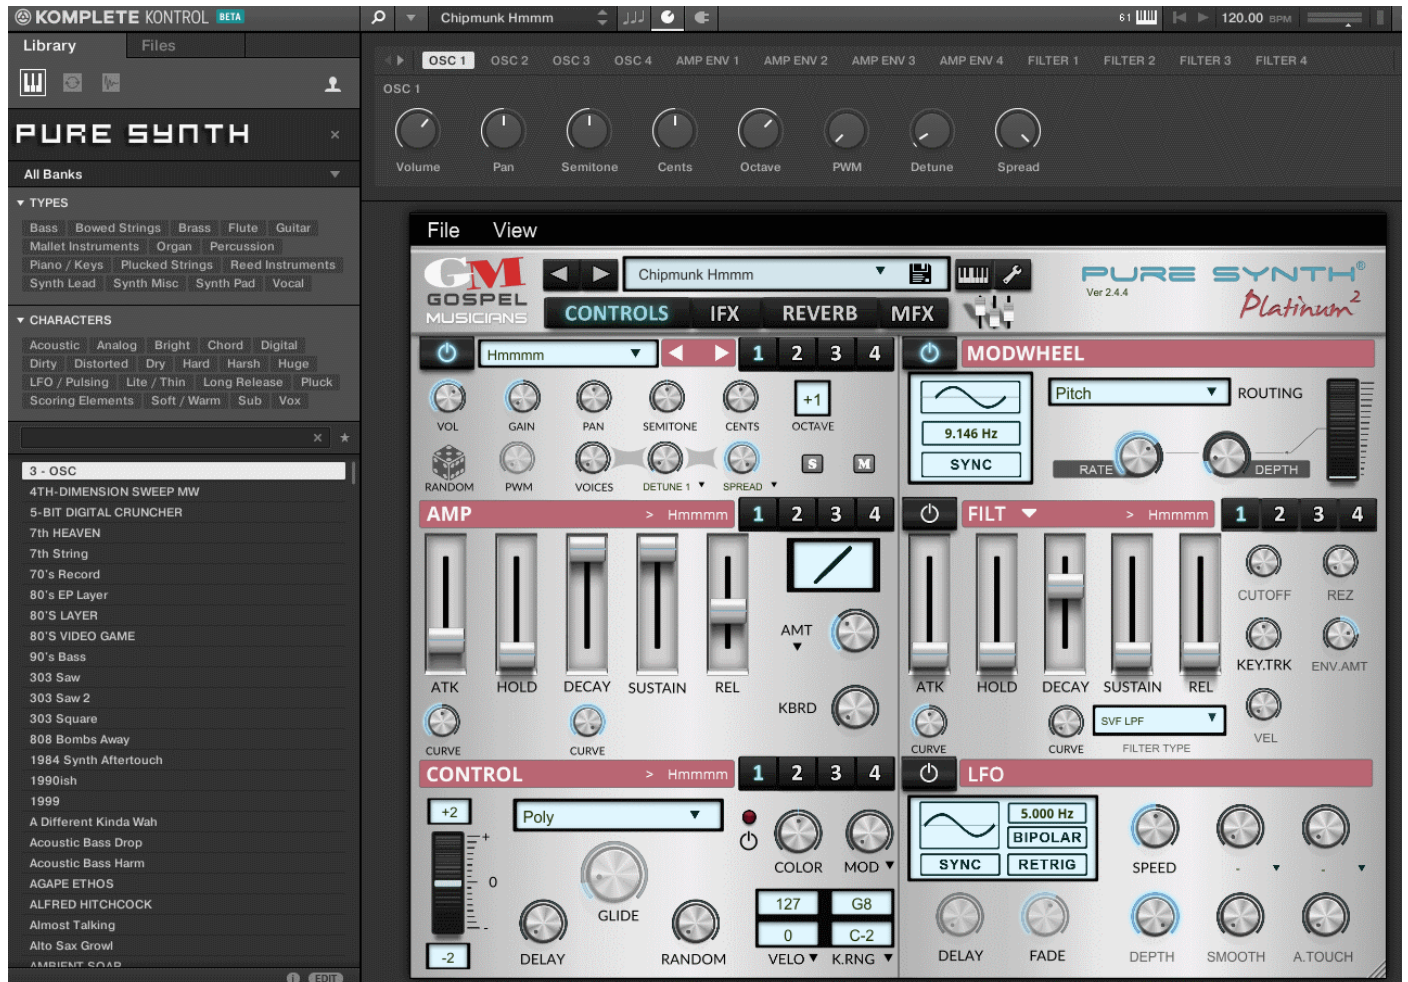 KOMPLETE KONTROL BETA
Chipmunk Hmmm
61
120.00 BPM
Library Files
PURE SYNTH
All Banks
TYPES
Bass Bowed Strings Brass Flute Guitar
Mallet Instruments Organ Percussion
Piano / Keys Plucked Strings Reed Instruments
Synth Lead Synth Misc Synth Pad Vocal
CHARACTERS
Acoustic Analog Bright Chord Digital
Dirty Distorted Dry Hard Harsh Huge
LFO / Pulsing Lite / Thin Long Release Pluck
Scoring Elements Soft / Warm Sub Vox
3 - OSC
4TH-DIMENSION SWEEP MW
5-BIT DIGITAL CRUNCHER
7th HEAVEN
7th String
70's Record
80's EP Layer
80'S LAYER
80'S VIDEO GAME
90's Bass
303 Saw
303 Saw 2
303 Square
808 Bombs Away
1984 Synth Aftertouch
1990ish
1999
A Different Kinda Wah
Acoustic Bass Drop
Acoustic Bass Harm
AGAPE ETHOS
ALFRED HITCHCOCK
Almost Talking
Alto Sax Growl
AMBIENT SOAR
EDIT
OSC 1 OSC 2 OSC 3 OSC 4 AMP ENV 1 AMP ENV 2 AMP ENV 3 AMP ENV 4 FILTER 1 FILTER 2 FILTER 3 FILTER 4
OSC 1
Volume Pan Semitone Cents Octave PWM Detune Spread
File View
GM
GOSPEL
MUSICIANS
Chipmunk Hmmm
PURE SYNTH®
Ver 2.4.4
Platinum2
CONTROLS IFX REVERB MFX
Hmmmm
1 2 3 4
+1
VOL GAIN PAN SEMITONE CENTS OCTAVE
S M
RANDOM PWM VOICES DETUNE 1 SPREAD
MODWHEEL
Pitch ROUTING
9.146 Hz
SYNC
RATE DEPTH
AMP > Hmmmm 1 2 3 4
AMT
ATK HOLD DECAY SUSTAIN REL
KBRD
CURVE CURVE
FILT > Hmmmm 1 2 3 4
CUTOFF REZ
KEY.TRK ENV.AMT
ATK HOLD DECAY SUSTAIN REL
SVF LPF
VEL
CURVE CURVE FILTER TYPE
CONTROL > Hmmmm 1 2 3 4
+2
Poly
+
0
-
-2
COLOR MOD
GLIDE
127 G8
0 C-2
DELAY RANDOM VELO K.RNG
LFO
5.000 Hz
BIPOLAR
SYNC RETRIG
SPEED - -
DELAY FADE DEPTH SMOOTH A.TOUCH